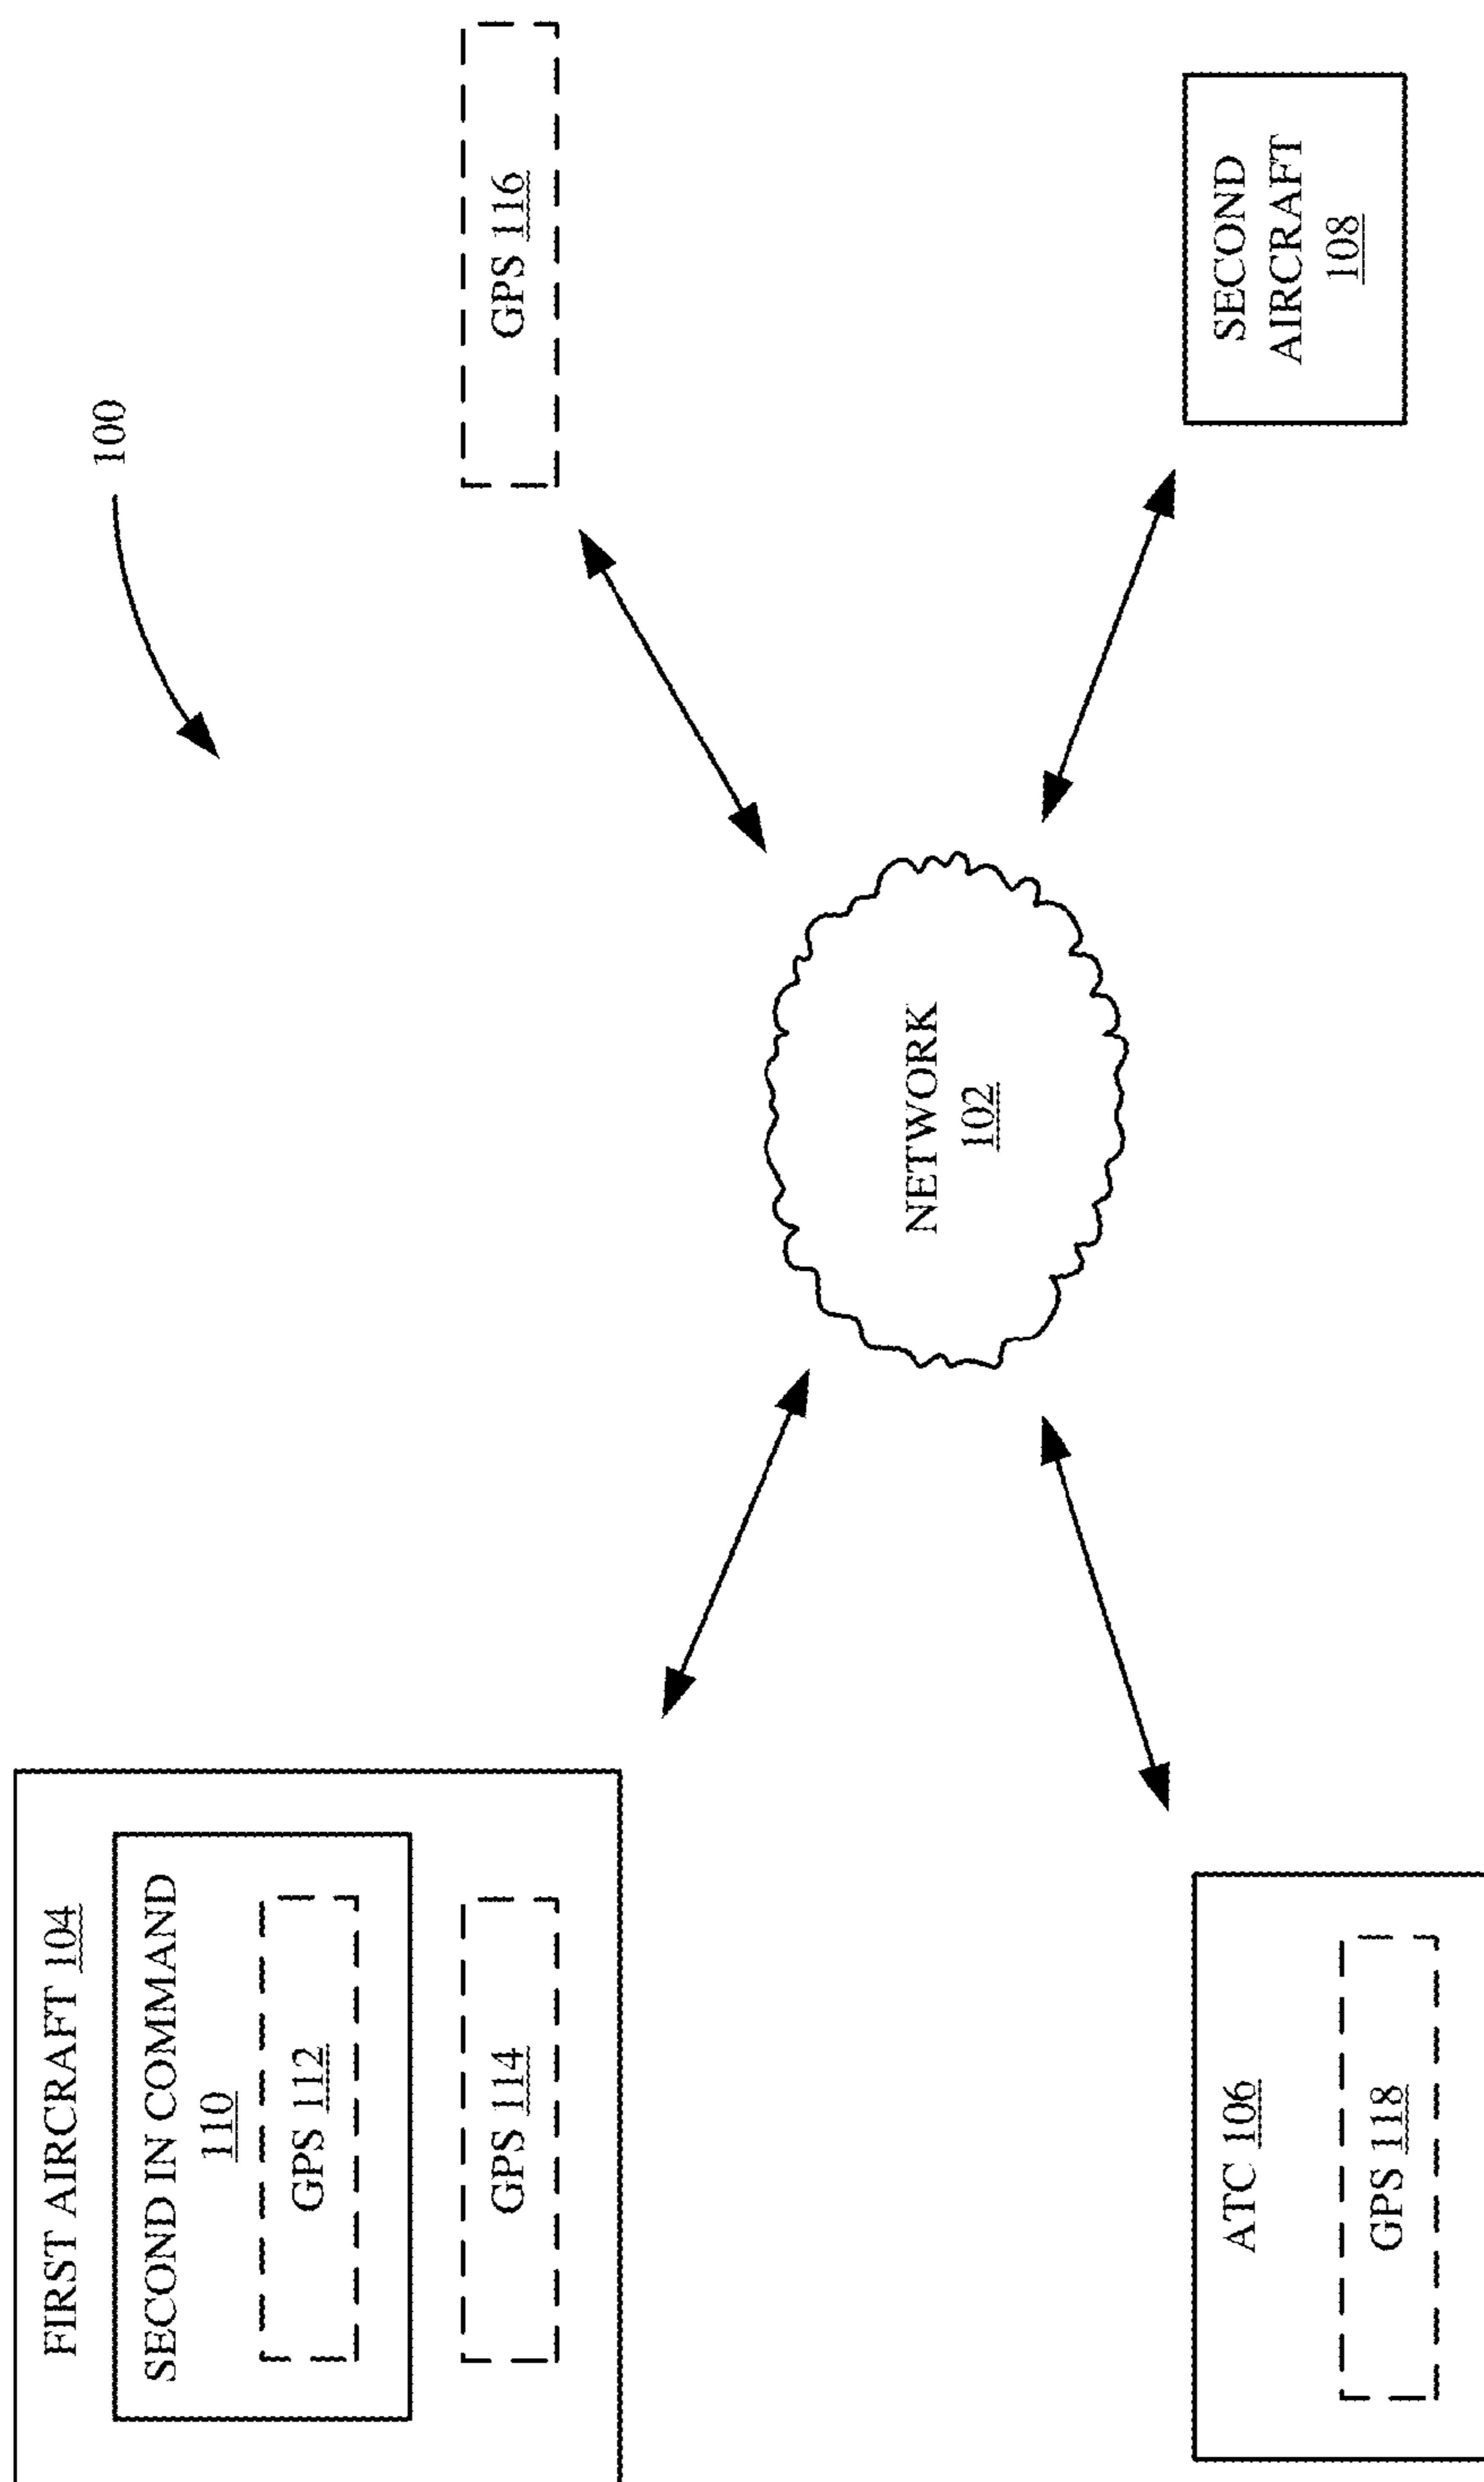 100
FIRST AIRCRAFT 104
SECOND IN COMMAND
110
GPS 112
GPS 114
GPS 116
NETWORK
102
ATC 106
GPS 118
SECOND
AIRCRAFT
108